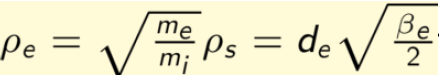 ρₑ = √(mₑ/mᵢ) ρₛ = dₑ √(βₑ/2)